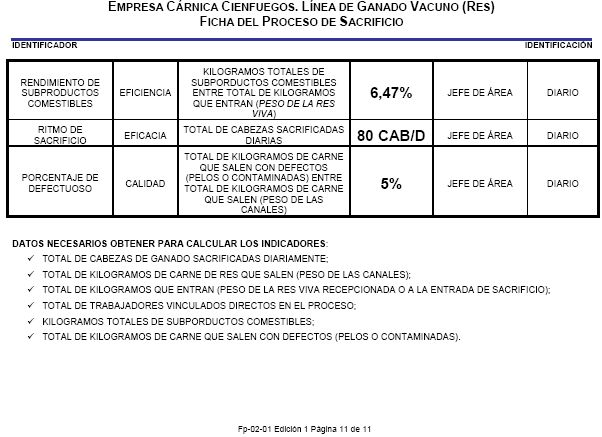 EMPRESA CÁRNICA CIENFUEGOS. LÍNEA DE GANADO VACUNO (RES)
FICHA DEL PROCESO DE SACRIFICIO
IDENTIFICADOR IDENTIFICACIÓN
RENDIMIENTO DE
SUBPRODUCTOS
COMESTIBLES
EFICIENCIA
KILOGRAMOS TOTALES DE
SUBPORDUCTOS COMESTIBLES
ENTRE TOTAL DE KILOGRAMOS
QUE ENTRAN (PESO DE LA RES
VIVA)
6,47%
JEFE DE ÁREA
DIARIO
RITMO DE
SACRIFICIO
EFICACIA
TOTAL DE CABEZAS SACRIFICADAS
DIARIAS
80 CAB/D
JEFE DE ÁREA
DIARIO
PORCENTAJE DE
DEFECTUOSO
CALIDAD
TOTAL DE KILOGRAMOS DE CARNE
QUE SALEN CON DEFECTOS
(PELOS O CONTAMINADAS) ENTRE
TOTAL DE KILOGRAMOS DE CARNE
QUE SALEN (PESO DE LAS
CANALES)
5%
JEFE DE ÁREA
DIARIO
DATOS NECESARIOS OBTENER PARA CALCULAR LOS INDICADORES:
✓ TOTAL DE CABEZAS DE GANADO SACRIFICADAS DIARIAMENTE;
✓ TOTAL DE KILOGRAMOS DE CARNE DE RES QUE SALEN (PESO DE LAS CANALES);
✓ TOTAL DE KILOGRAMOS QUE ENTRAN (PESO DE LA RES VIVA RECEPCIONADA O A LA ENTRADA DE SACRIFICIO);
✓ TOTAL DE TRABAJADORES VINCULADOS DIRECTOS EN EL PROCESO;
✓ KILOGRAMOS TOTALES DE SUBPORDUCTOS COMESTIBLES;
✓ TOTAL DE KILOGRAMOS DE CARNE QUE SALEN CON DEFECTOS (PELOS O CONTAMINADAS).
Fp-02-01 Edición 1 Página 11 de 11